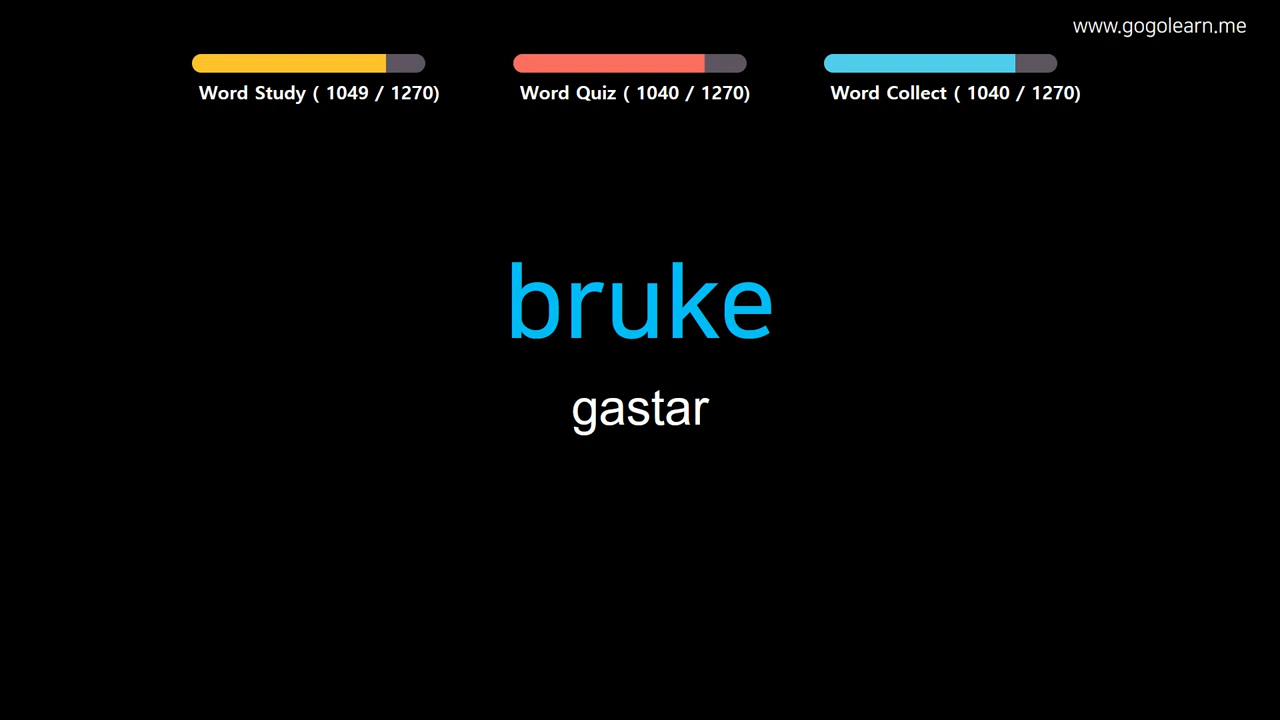 www.gogolearn.me
Word Study ( 1049 / 1270)
Word Quiz ( 1040 / 1270)
Word Collect ( 1040 / 1270)
bruke
gastar